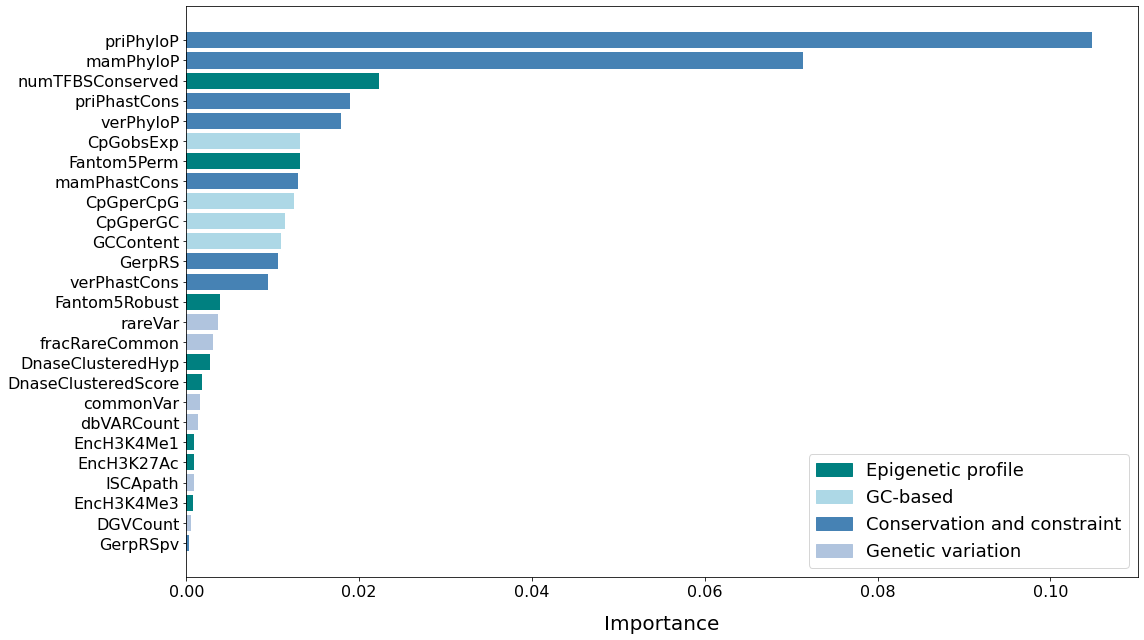 priPhyloP
mamPhyloP
numTFBSConserved
priPhastCons
verPhyloP
CpGobsExp
Fantom5Perm
mamPhastCons
CpGperCpG
CpGperGC
GCContent
GerpRS
verPhastCons
Fantom5Robust
rareVar
fracRareCommon
DnaseClusteredHyp
DnaseClusteredScore
commonVar
dbVARCount
EncH3K4Me1
EncH3K27Ac
ISCApath
EncH3K4Me3
DGVCount
GerpRSpv
Epigenetic profile
GC-based
Conservation and constraint
Genetic variation
0.00 0.02 0.04 0.06 0.08 0.10
Importance